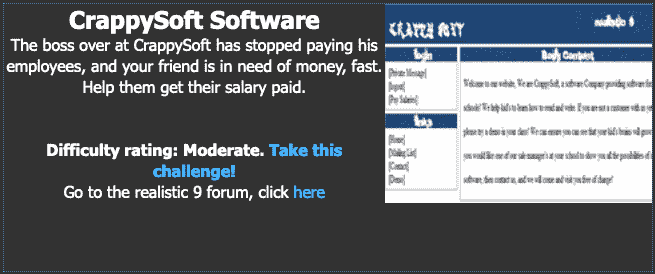 CrappySoft Software
The boss over at CrappySoft has stopped paying his
employees, and your friend is in need of money, fast.
Help them get their salary paid.
Difficulty rating: Moderate. Take this
challenge!
Go to the realistic 9 forum, click here
CRAPPY SOFT
realistic 9
login
[Private Message]
[logout]
[Pay Salaries]
links
[Home]
[Mailing List]
[Contact]
[Demo]
Body Content
Welcome to our website, We are CrappySoft, a software Company providing software for
schools! We help kid's to learn how to read and write. If you are not a customer with us yet
please try a demo in your class! We can ensure you can see that your kid's brains will grow
you would like one of our sale manager's at your school to show you all the possibilities of
software, then contact us, and we will come and visit you free of charge!